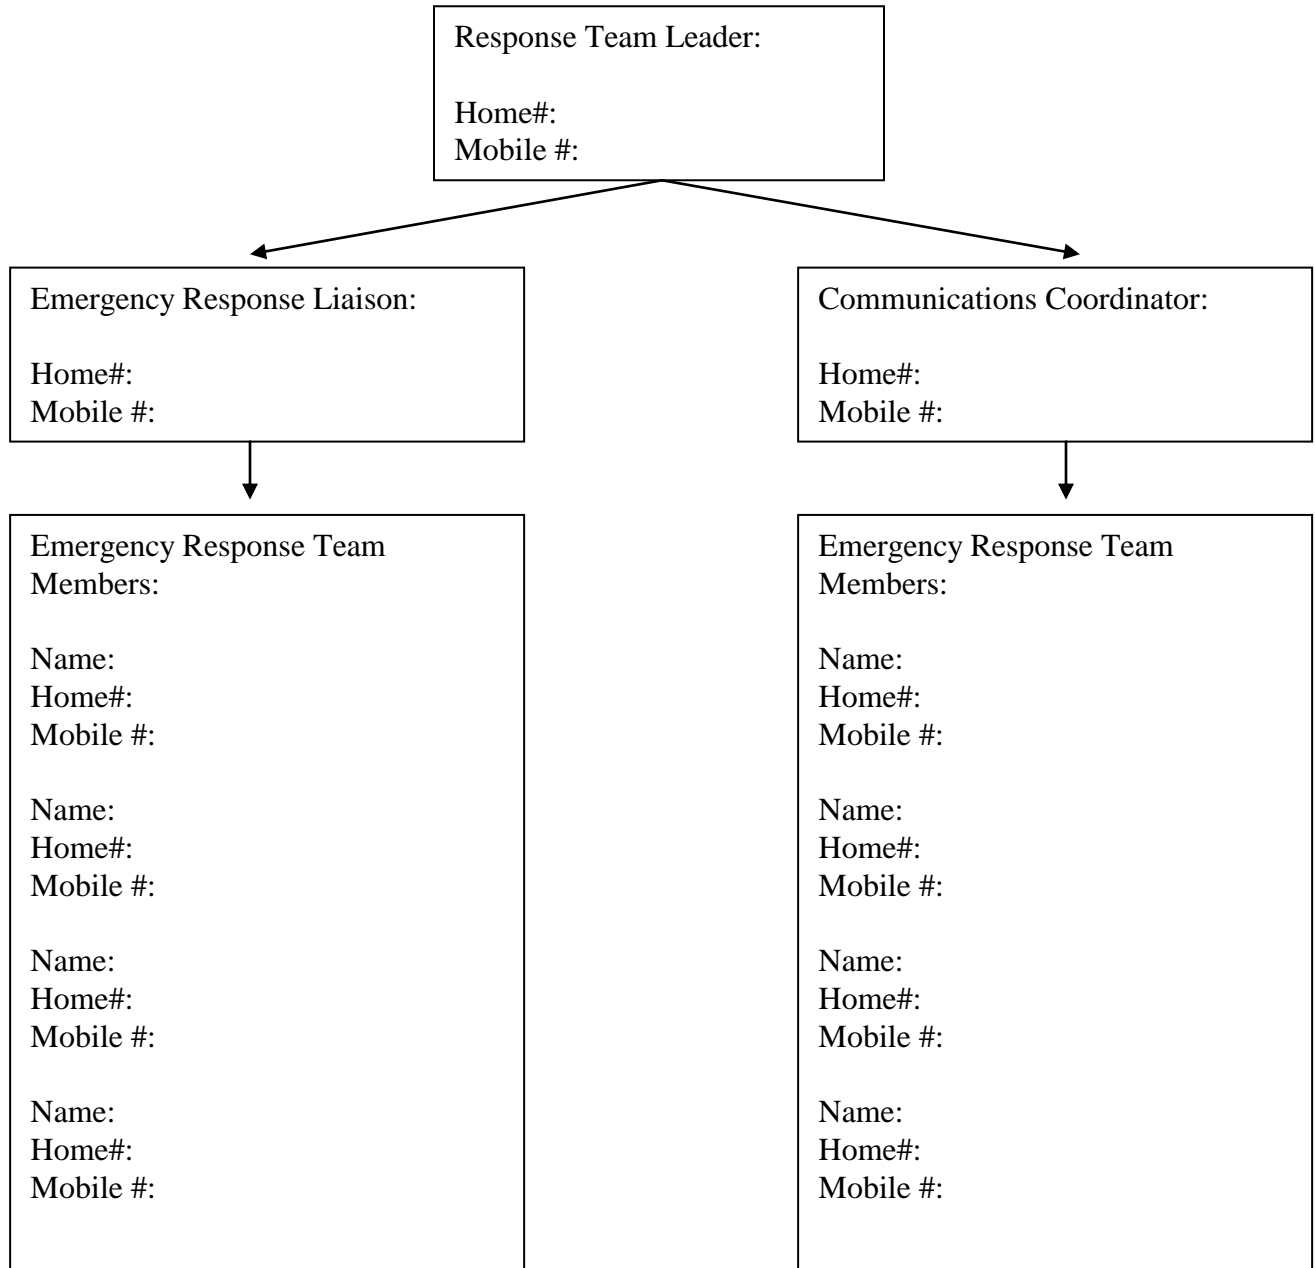 Response Team Leader:
Home#:
Mobile #:
Emergency Response Liaison:
Home#:
Mobile #:
Communications Coordinator:
Home#:
Mobile #:
Emergency Response Team
Members:
Name:
Home#:
Mobile #:
Name:
Home#:
Mobile #:
Name:
Home#:
Mobile #:
Name:
Home#:
Mobile #:
Emergency Response Team
Members:
Name:
Home#:
Mobile #:
Name:
Home#:
Mobile #:
Name:
Home#:
Mobile #:
Name:
Home#:
Mobile #: